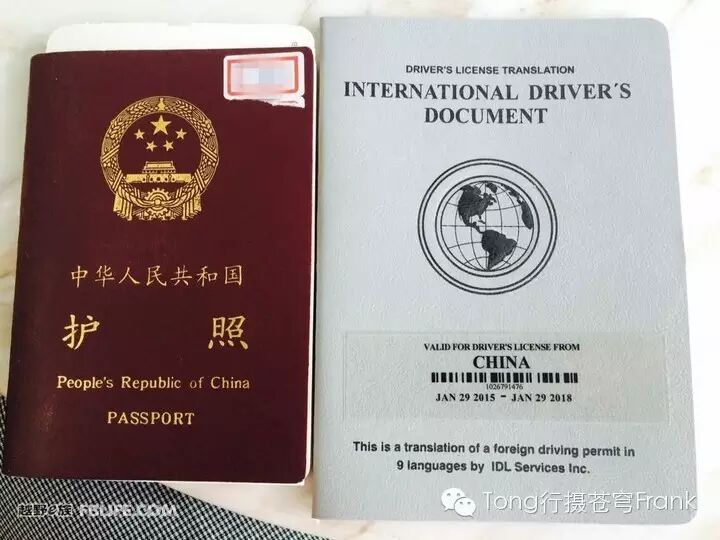 中华人民共和国
护照
People's Republic of China
PASSPORT
DRIVER'S LICENSE TRANSLATION
INTERNATIONAL DRIVER´S
DOCUMENT
VALID FOR DRIVER'S LICENSE FROM
CHINA
1026791476
JAN 29 2015 - JAN 29 2018
This is a translation of a foreign driving permit in
9 languages by IDL Services Inc.
越野e族 FBLIFE.COM
Tong行摄苍穹Frank